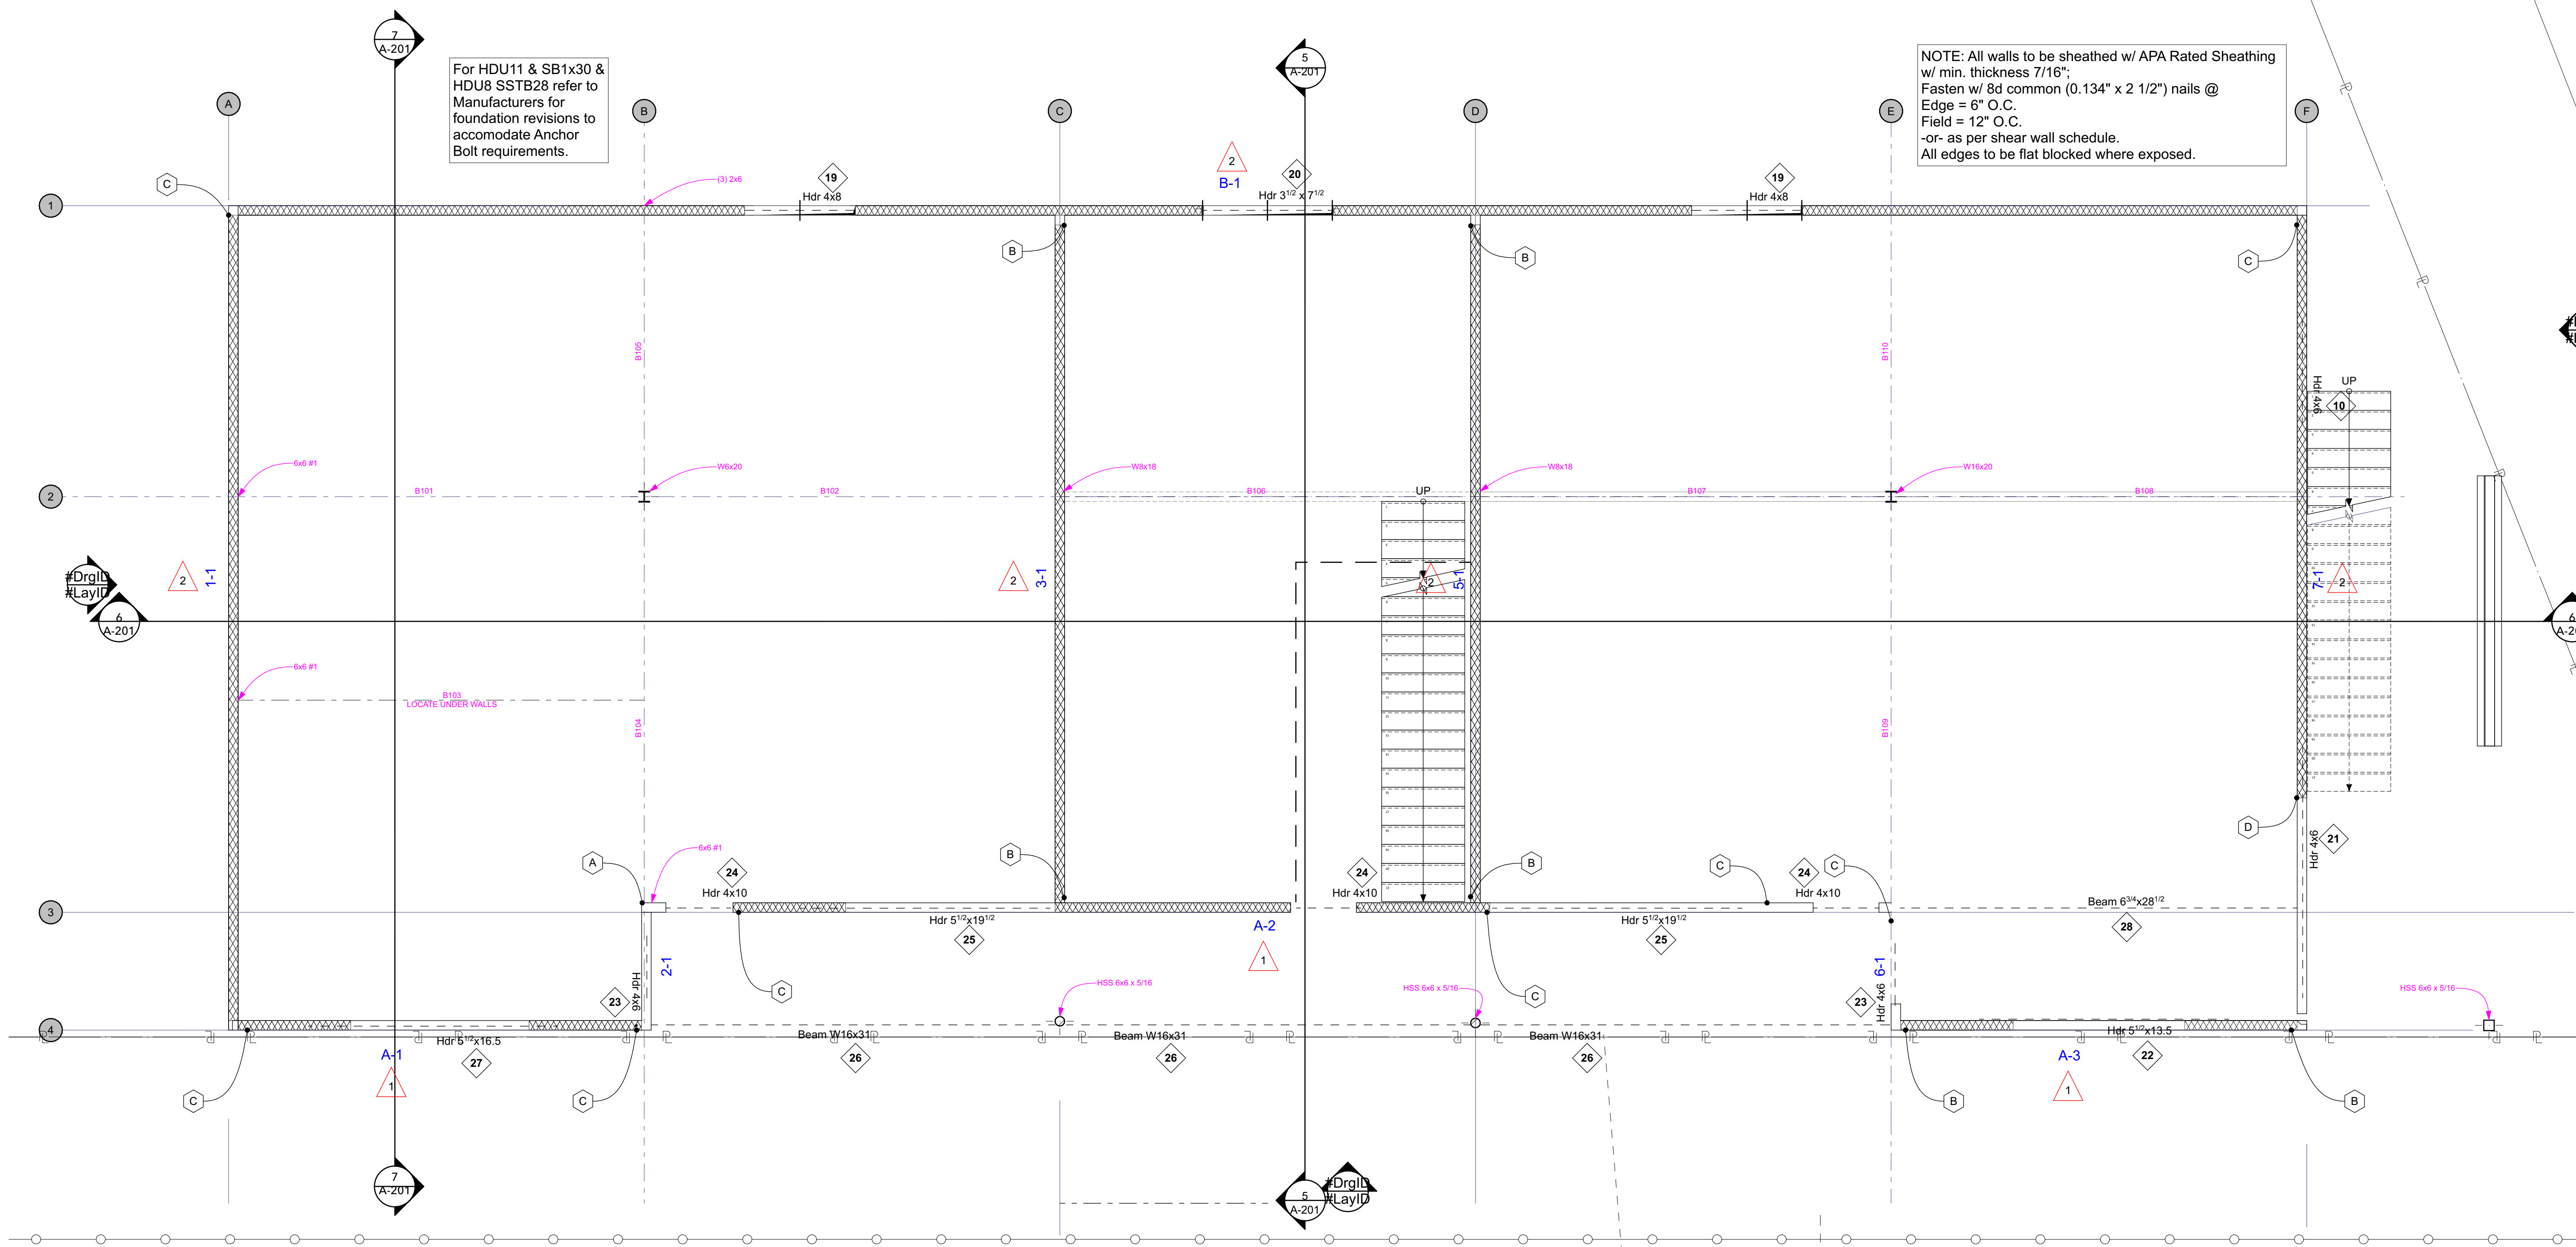 7
A-201
For HDU11 & SB1x30 &
HDU8 SSTB28 refer to
Manufacturers for
foundation revisions to
accomodate Anchor
Bolt requirements.
5
A-201
NOTE: All walls to be sheathed w/ APA Rated Sheathing
w/ min. thickness 7/16";
Fasten w/ 8d common (0.134" x 2 1/2") nails @
Edge = 6" O.C.
Field = 12" O.C.
-or- as per shear wall schedule.
All edges to be flat blocked where exposed.
A
B
C
D
E
F
C
(3) 2x6
19
Hdr 4x8
2
B-1
20
Hdr 3 1/2 x 7 1/2
19
Hdr 4x8
1
B
B
C
B105
B110
UP
Hdr 4x6
10
6x6 #1
W6x20
W8x18
W8x18
W16x20
2
B101
B102
B106
UP
B107
B108
#DrgID
#LayID
2
1-1
2
3-1
2
5-1
7-1
2
6
A-201
6
6x6 #1
B103
LOCATE UNDER WALLS
B104
B109
A
6x6 #1
24
Hdr 4x10
B
24
Hdr 4x10
B
C
24
Hdr 4x10
C
D
21
Hdr 4x6
3
Hdr 5 1/2x19 1/2
25
A-2
1
Hdr 5 1/2x19 1/2
25
Beam 6 3/4x28 1/2
28
2-1
Hdr 4x6
23
C
HSS 6x6 x 5/16
HSS 6x6 x 5/16
C
6-1
Hdr 4x6
23
HSS 6x6 x 5/16
4
PL
PL
PL
PL
A-1
1
Hdr 5 1/2x16.5
27
Beam W16x31
26
Beam W16x31
26
Beam W16x31
26
A-3
1
Hdr 5 1/2x13.5
22
C
C
B
B
7
A-201
5
A-201
#DrgID
#LayID